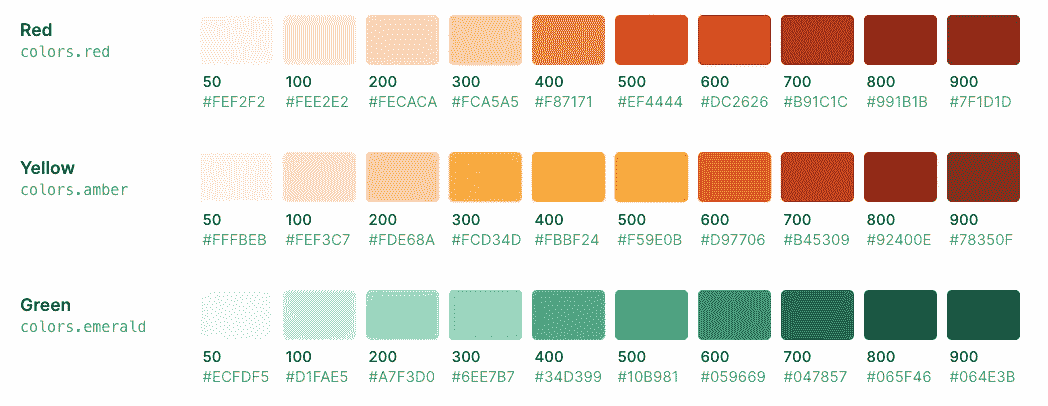 Red
colors.red
50 100 200 300 400 500 600 700 800 900
#FEF2F2 #FEE2E2 #FECACA #FCA5A5 #F87171 #EF4444 #DC2626 #B91C1C #991B1B #7F1D1D
Yellow
colors.amber
50 100 200 300 400 500 600 700 800 900
#FFFBEB #FEF3C7 #FDE68A #FCD34D #FBBF24 #F59E0B #D97706 #B45309 #92400E #78350F
Green
colors.emerald
50 100 200 300 400 500 600 700 800 900
#ECFDF5 #D1FAE5 #A7F3D0 #6EE7B7 #34D399 #10B981 #059669 #047857 #065F46 #064E3B